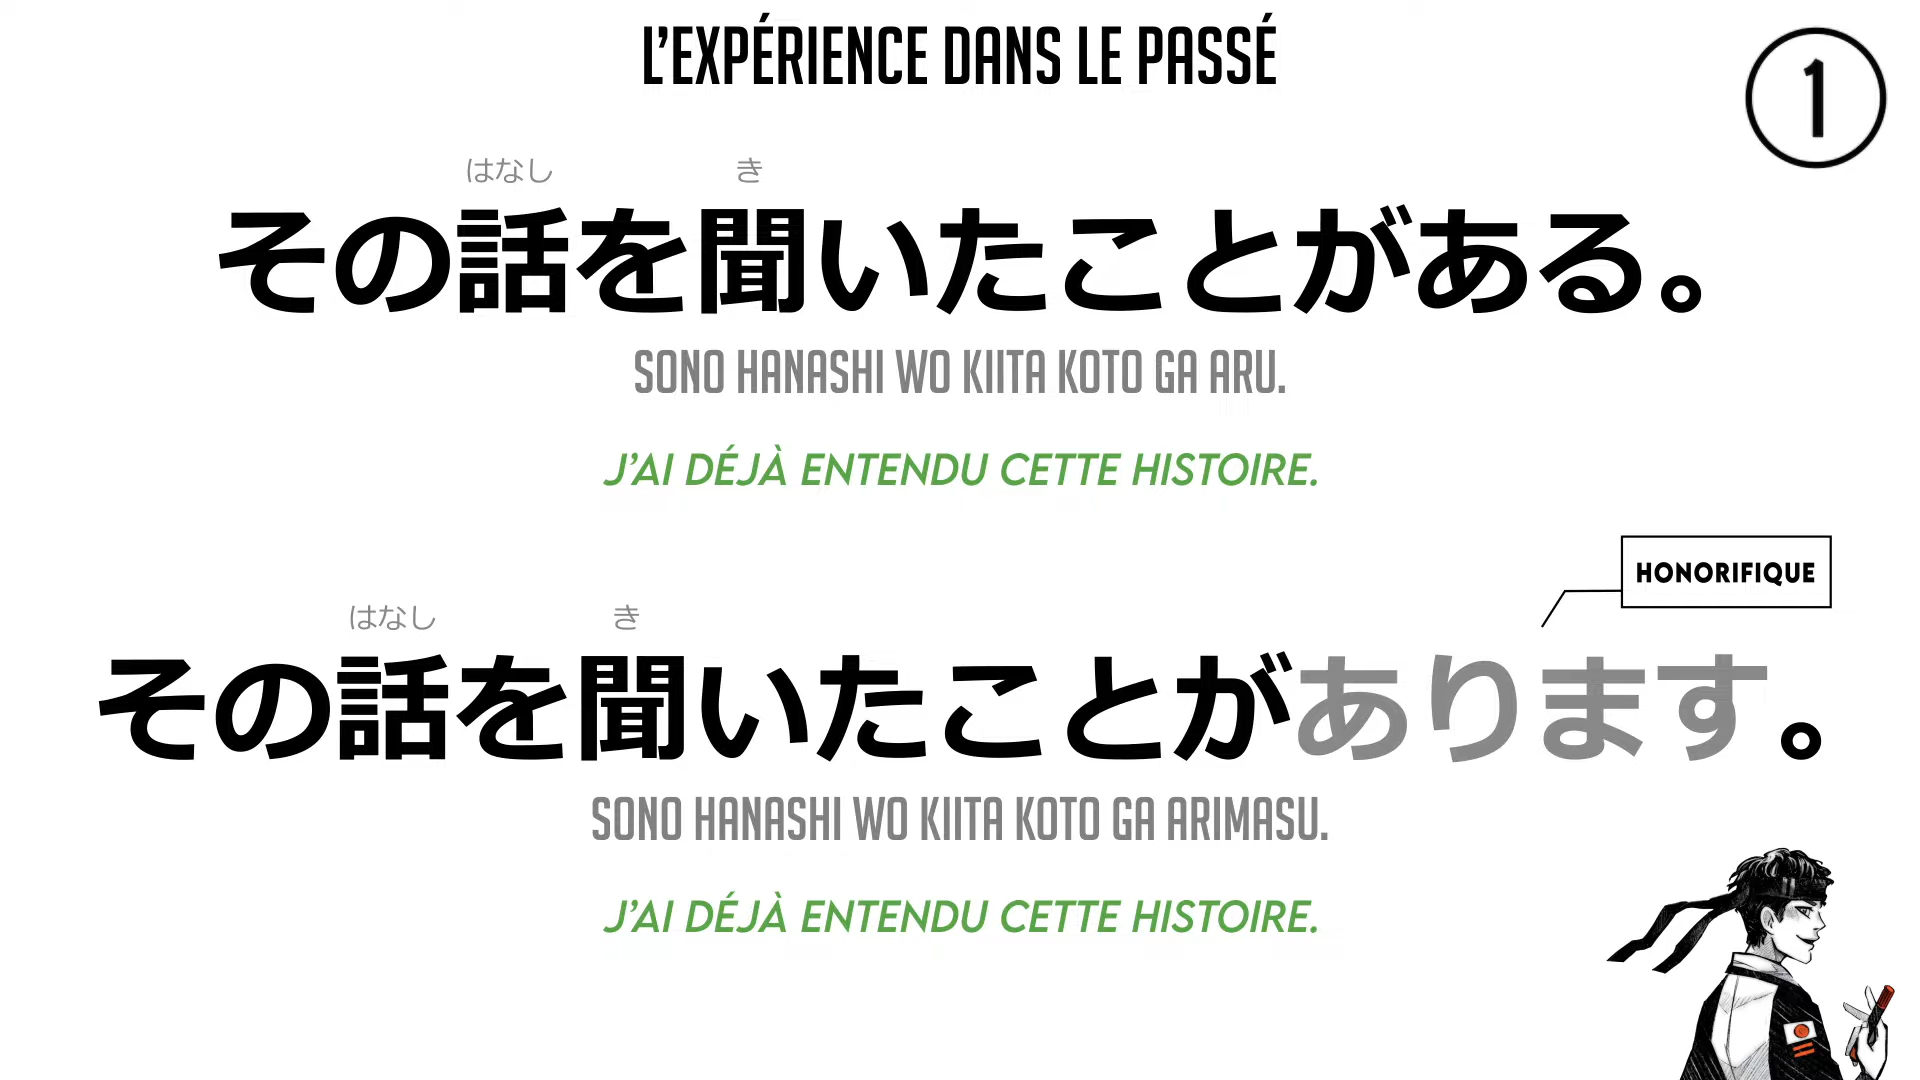 L'EXPÉRIENCE DANS LE PASSÉ
1
はなし き
その話を聞いたことがある。
SONO HANASHI WO KIITA KOTO GA ARU.
J'AI DÉJÀ ENTENDU CETTE HISTOIRE.
HONORIFIQUE
はなし き
その話を聞いたことがあります。
SONO HANASHI WO KIITA KOTO GA ARIMASU.
J'AI DÉJÀ ENTENDU CETTE HISTOIRE.